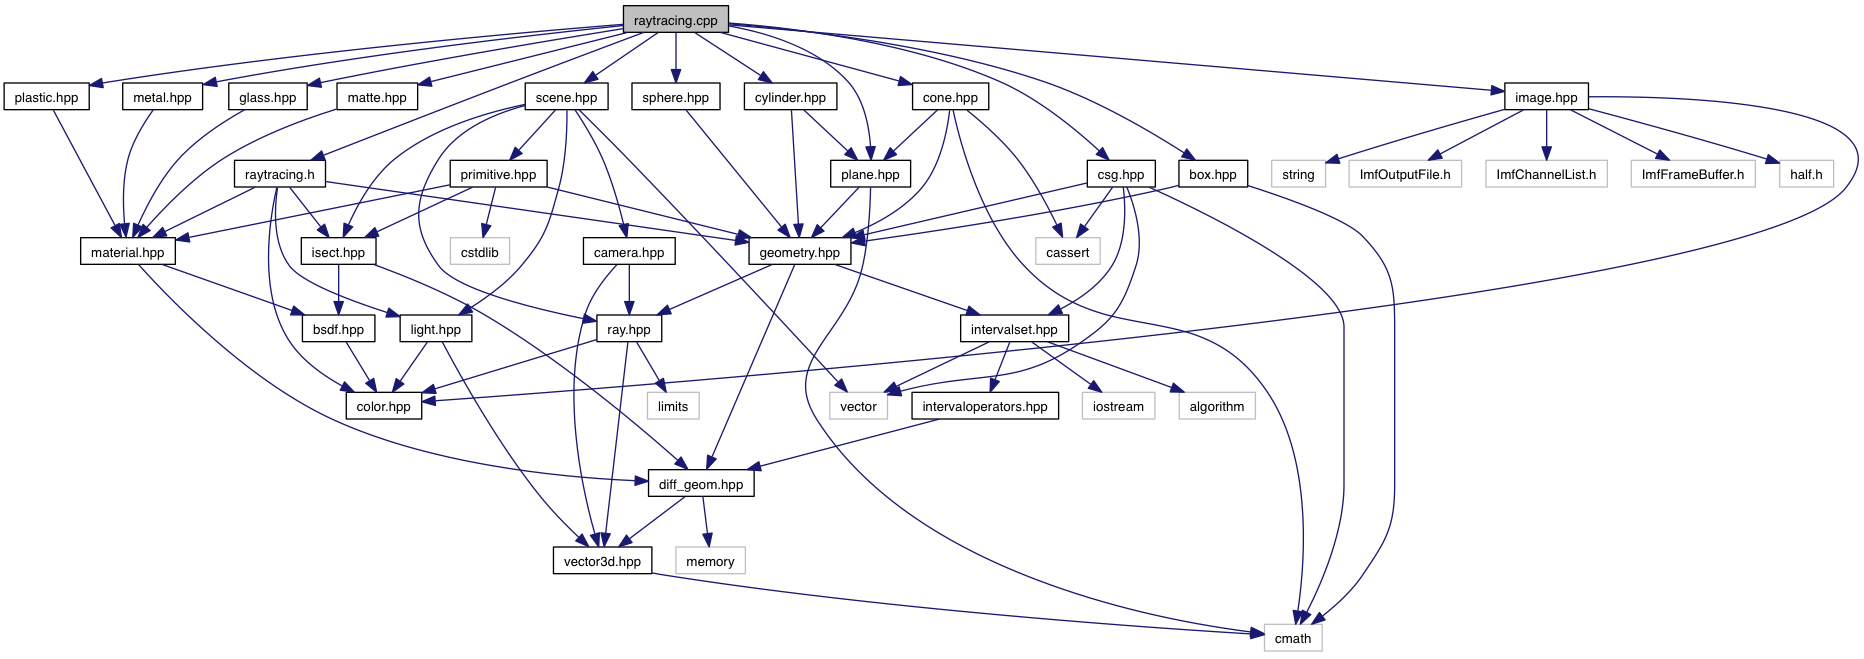 raytracing.cpp
plastic.hpp
metal.hpp
glass.hpp
matte.hpp
scene.hpp
sphere.hpp
cylinder.hpp
cone.hpp
image.hpp
raytracing.h
primitive.hpp
plane.hpp
csg.hpp
box.hpp
string
ImfOutputFile.h
ImfChannelList.h
ImfFrameBuffer.h
half.h
material.hpp
isect.hpp
cstdlib
camera.hpp
geometry.hpp
cassert
bsdf.hpp
light.hpp
ray.hpp
intervalset.hpp
color.hpp
limits
vector
intervaloperators.hpp
iostream
algorithm
diff_geom.hpp
vector3d.hpp
memory
cmath